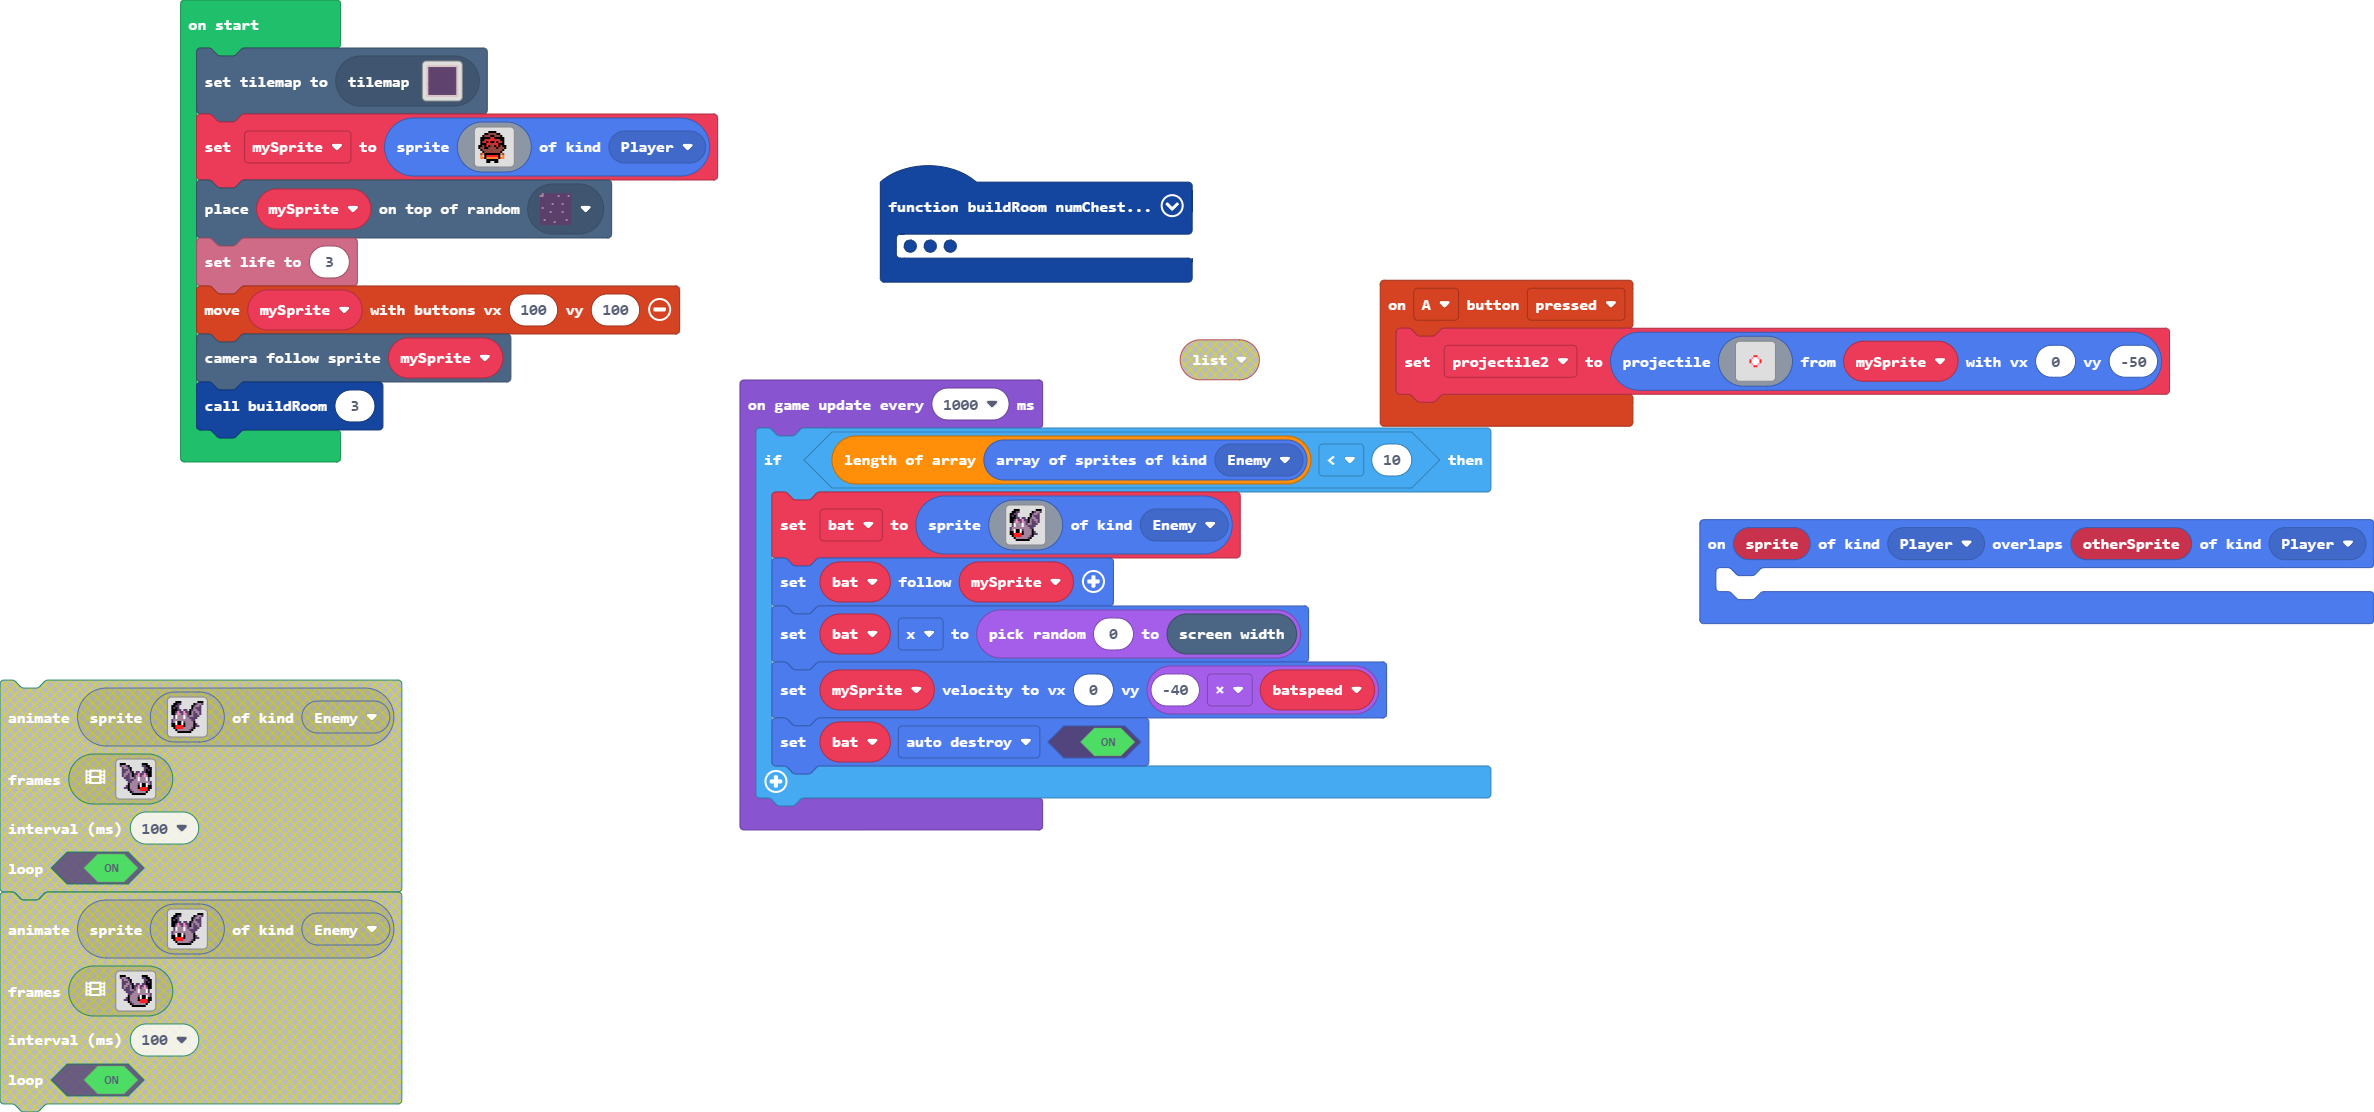 on start
set tilemap to tilemap
set mySprite to sprite of kind Player
place mySprite on top of random
set life to 3
move mySprite with buttons vx 100 vy 100
camera follow sprite mySprite
call buildRoom 3
function buildRoom numChest...
list
on A button pressed
set projectile2 to projectile from mySprite with vx 0 vy -50
on game update every 1000 ms
if length of array array of sprites of kind Enemy < 10 then
set bat to sprite of kind Enemy
set bat follow mySprite
set bat x to pick random 0 to screen width
set mySprite velocity to vx 0 vy -40 × batspeed
set bat auto destroy ON
on sprite of kind Player overlaps otherSprite of kind Player
animate sprite of kind Enemy
frames
interval (ms) 100
loop ON
animate sprite of kind Enemy
frames
interval (ms) 100
loop ON